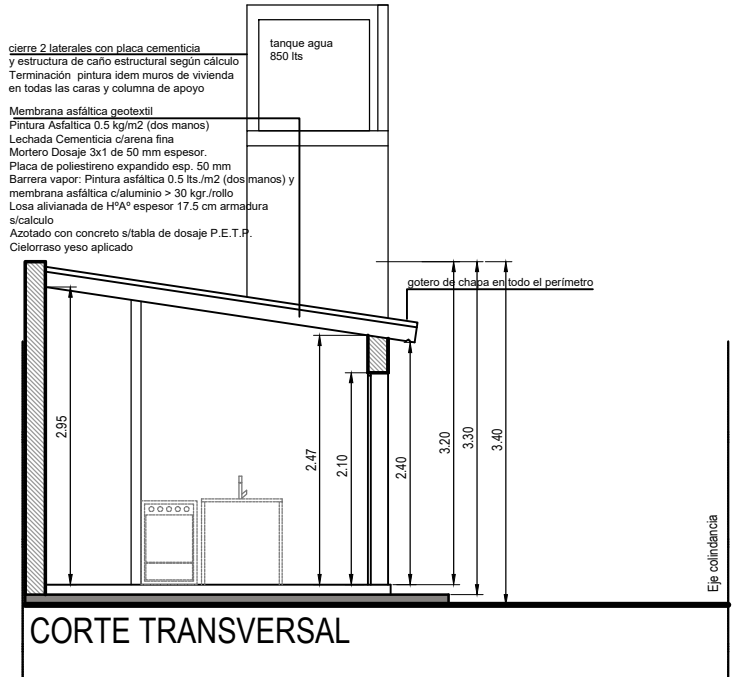 cierre 2 laterales con placa cementicia
y estructura de caño estructural según cálculo
Terminación pintura idem muros de vivienda
en todas las caras y columna de apoyo
tanque agua
850 lts
Membrana asfáltica geotextil
Pintura Asfaltica 0.5 kg/m2 (dos manos)
Lechada Cementicia c/arena fina
Mortero Dosaje 3x1 de 50 mm espesor.
Placa de poliestireno expandido esp. 50 mm
Barrera vapor: Pintura asfáltica 0.5 lts./m2 (dos manos) y
membrana asfáltica c/aluminio > 30 kgr./rollo
Losa alivianada de HºAº espesor 17.5 cm armadura
s/calculo
Azotado con concreto s/tabla de dosaje P.E.T.P.
Cielorraso yeso aplicado
gotero de chapa en todo el perímetro
2.95
2.47
2.10
2.40
3.20
3.30
3.40
Eje colindancia
CORTE TRANSVERSAL